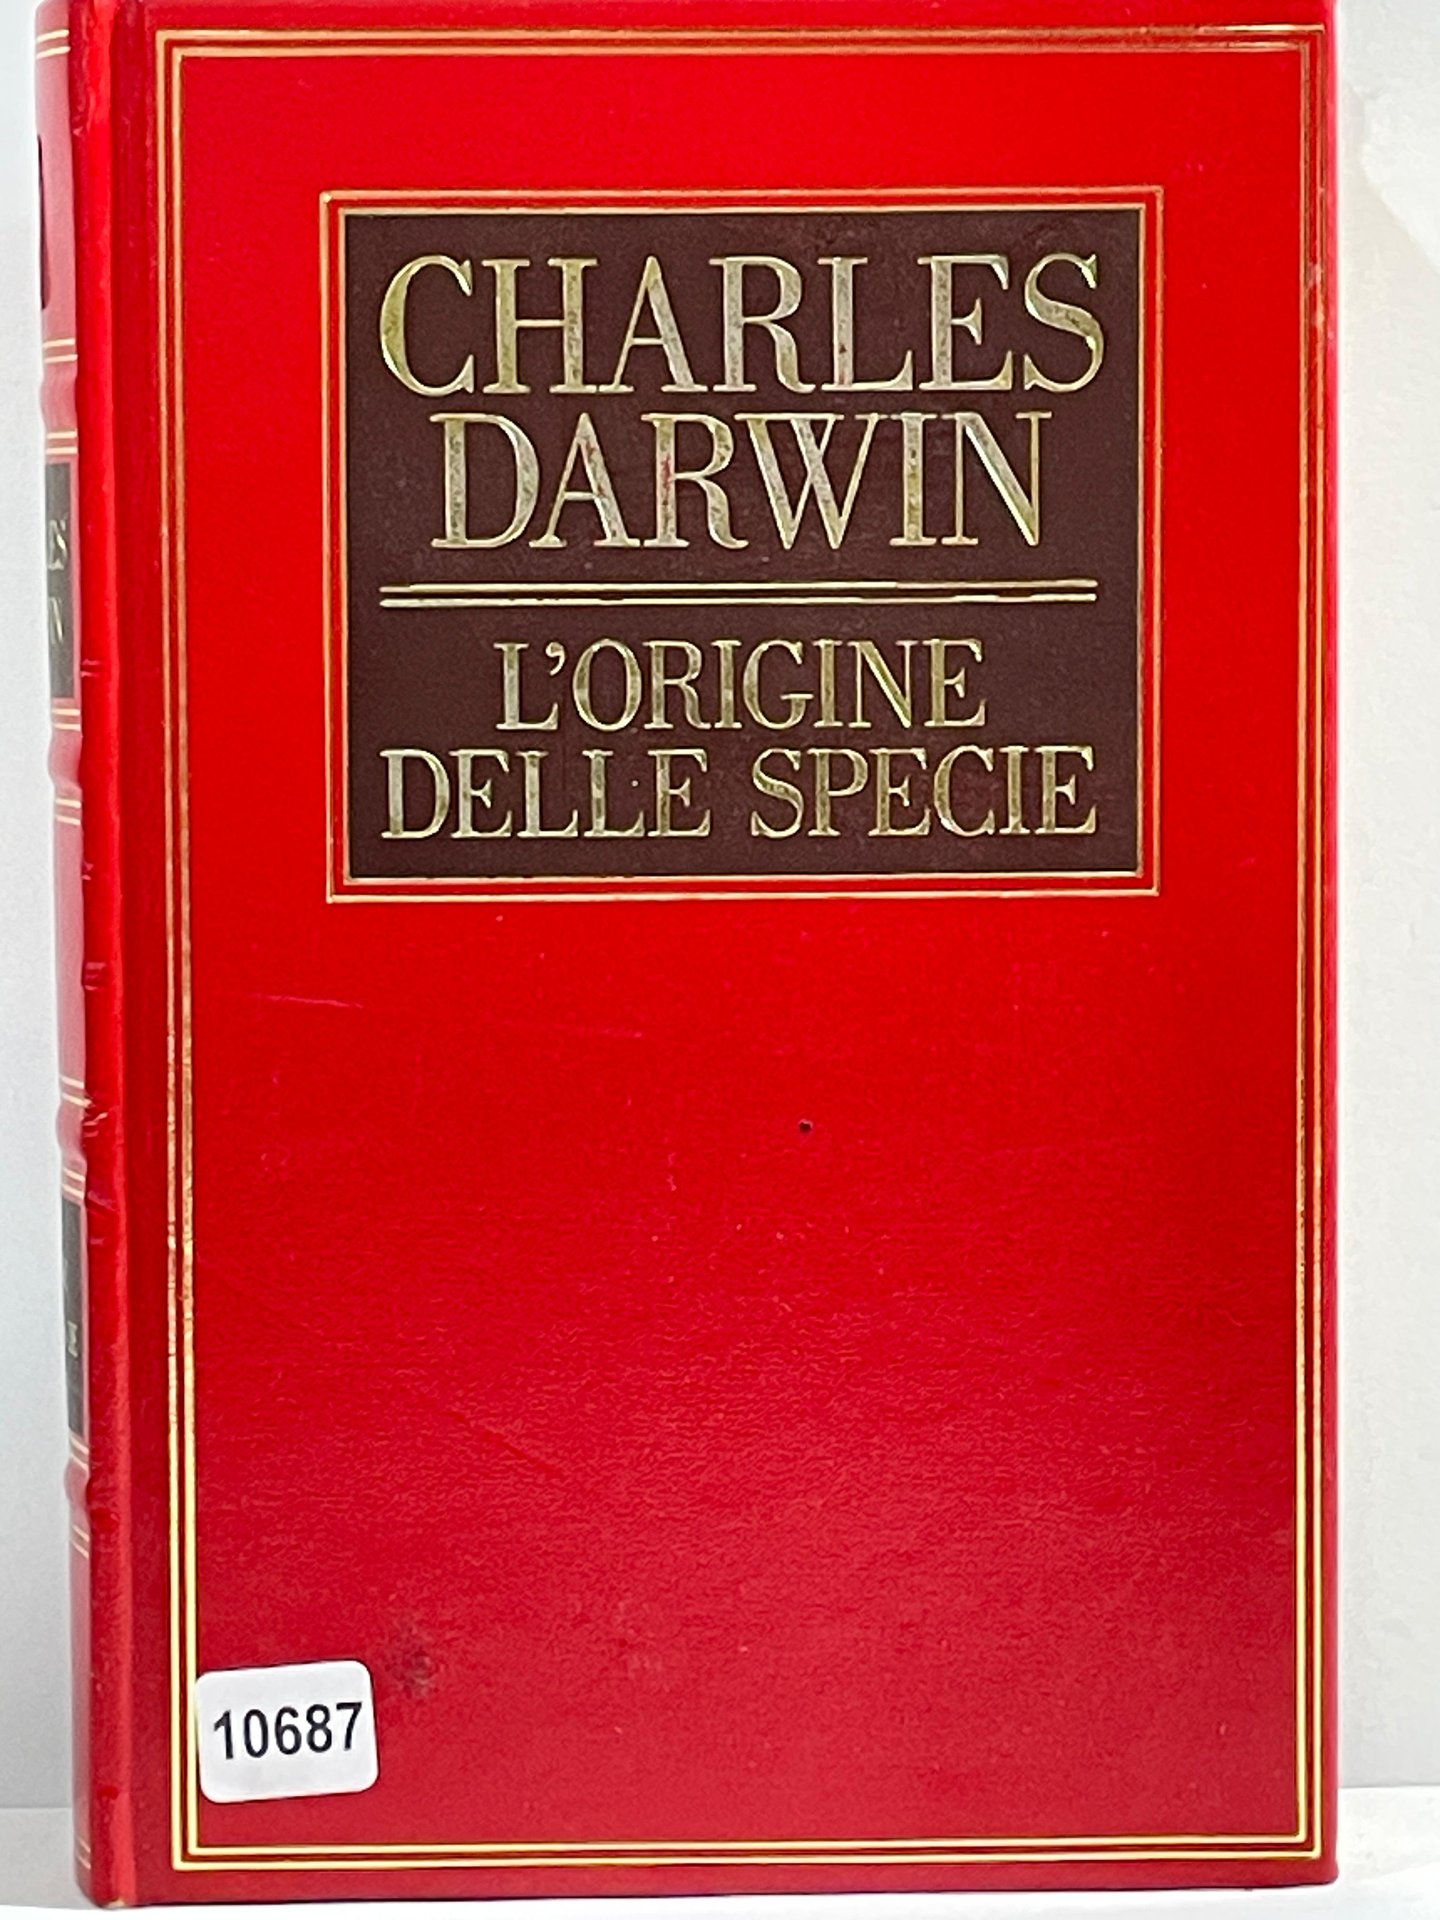 CHARLES
DARWIN
L'ORIGINE
DELLE SPECIE
10687